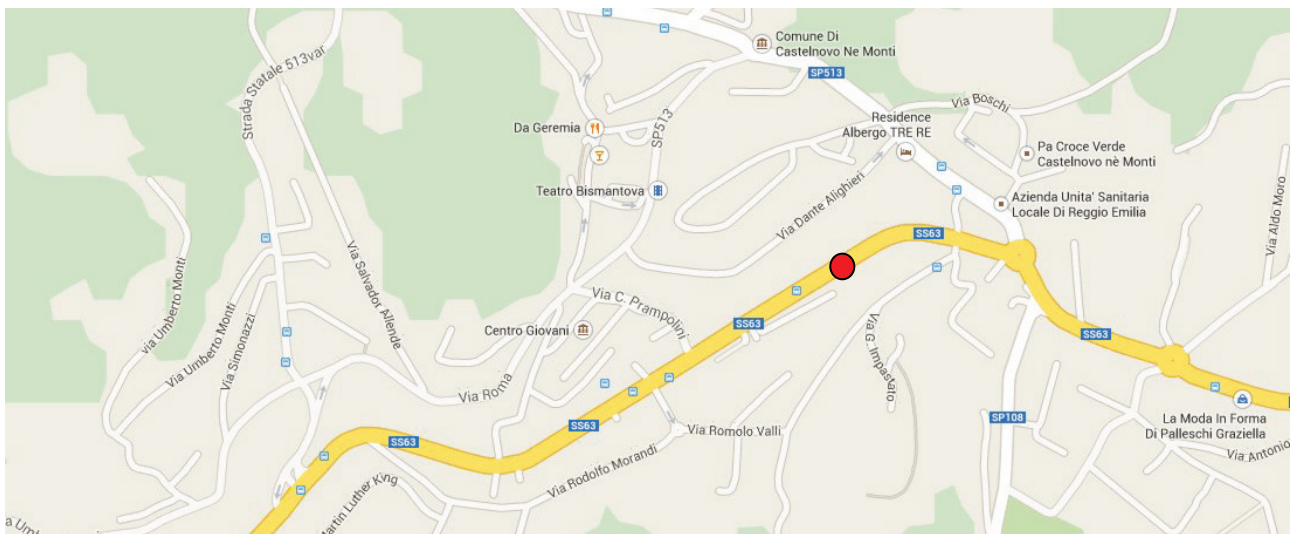 Comune Di
Castelnovo Ne Monti
SP513
Strada Statale 513var
Via Boschi
Residence
Albergo TRE RE
Da Geremia
SP513
Pa Croce Verde
Castelnovo nè Monti
Teatro Bismantova
Via Dante Alighieri
Azienda Unita' Sanitaria
Locale Di Reggio Emilia
Via Aldo Moro
SS63
via Umberto Monti
Via Salvador Allende
Via C. Prampolini
Centro Giovani
SS63
SS63
Via Umberto Monti
Via Simonazzi
Via G. Impastato
Via Roma
SS63
SS63
Via Romolo Valli
SP108
La Moda In Forma
Di Palleschi Graziella
Via Antonio
Via Rodolfo Morandi
Martin Luther King
a Um